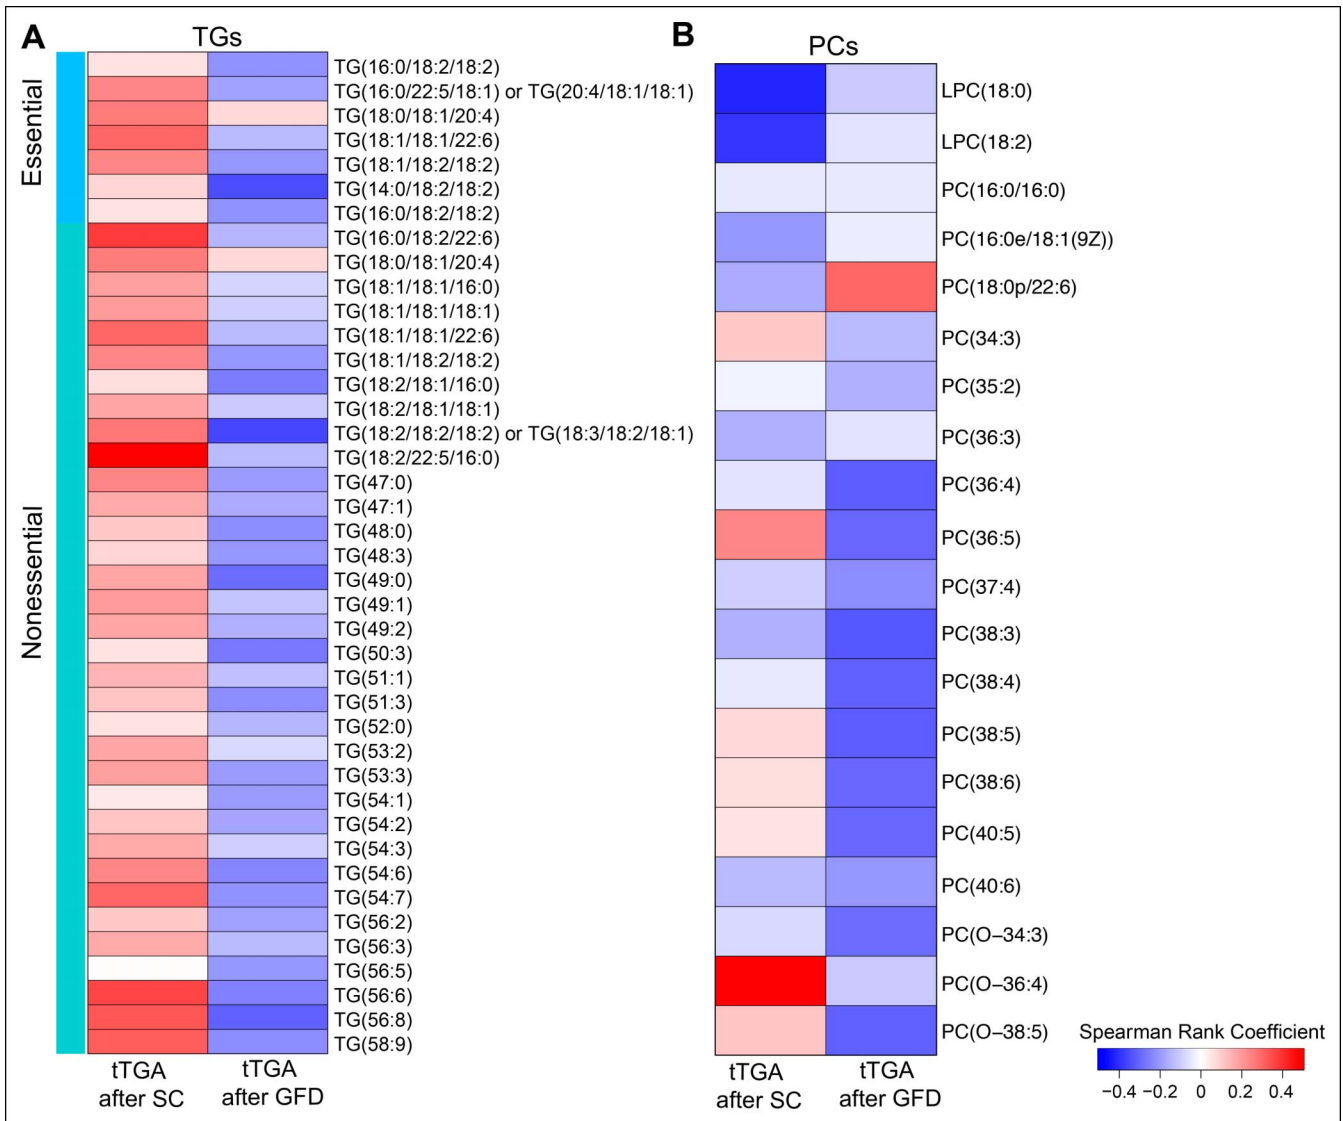 A
TGs
Essential
Nonessential
TG(16:0/18:2/18:2)
TG(16:0/22:5/18:1) or TG(20:4/18:1/18:1)
TG(18:0/18:1/20:4)
TG(18:1/18:1/22:6)
TG(18:1/18:2/18:2)
TG(14:0/18:2/18:2)
TG(16:0/18:2/18:2)
TG(16:0/18:2/22:6)
TG(18:0/18:1/20:4)
TG(18:1/18:1/16:0)
TG(18:1/18:1/18:1)
TG(18:1/18:1/22:6)
TG(18:1/18:2/18:2)
TG(18:2/18:1/16:0)
TG(18:2/18:1/18:1)
TG(18:2/18:2/18:2) or TG(18:3/18:2/18:1)
TG(18:2/22:5/16:0)
TG(47:0)
TG(47:1)
TG(48:0)
TG(48:3)
TG(49:0)
TG(49:1)
TG(49:2)
TG(50:3)
TG(51:1)
TG(51:3)
TG(52:0)
TG(53:2)
TG(53:3)
TG(54:1)
TG(54:2)
TG(54:3)
TG(54:6)
TG(54:7)
TG(56:2)
TG(56:3)
TG(56:5)
TG(56:6)
TG(56:8)
TG(58:9)
tTGA
after SC
tTGA
after GFD
B
PCs
LPC(18:0)
LPC(18:2)
PC(16:0/16:0)
PC(16:0e/18:1(9Z))
PC(18:0p/22:6)
PC(34:3)
PC(35:2)
PC(36:3)
PC(36:4)
PC(36:5)
PC(37:4)
PC(38:3)
PC(38:4)
PC(38:5)
PC(38:6)
PC(40:5)
PC(40:6)
PC(O−34:3)
PC(O−36:4)
PC(O−38:5)
tTGA
after SC
tTGA
after GFD
Spearman Rank Coefficient
−0.4 −0.2 0 0.2 0.4